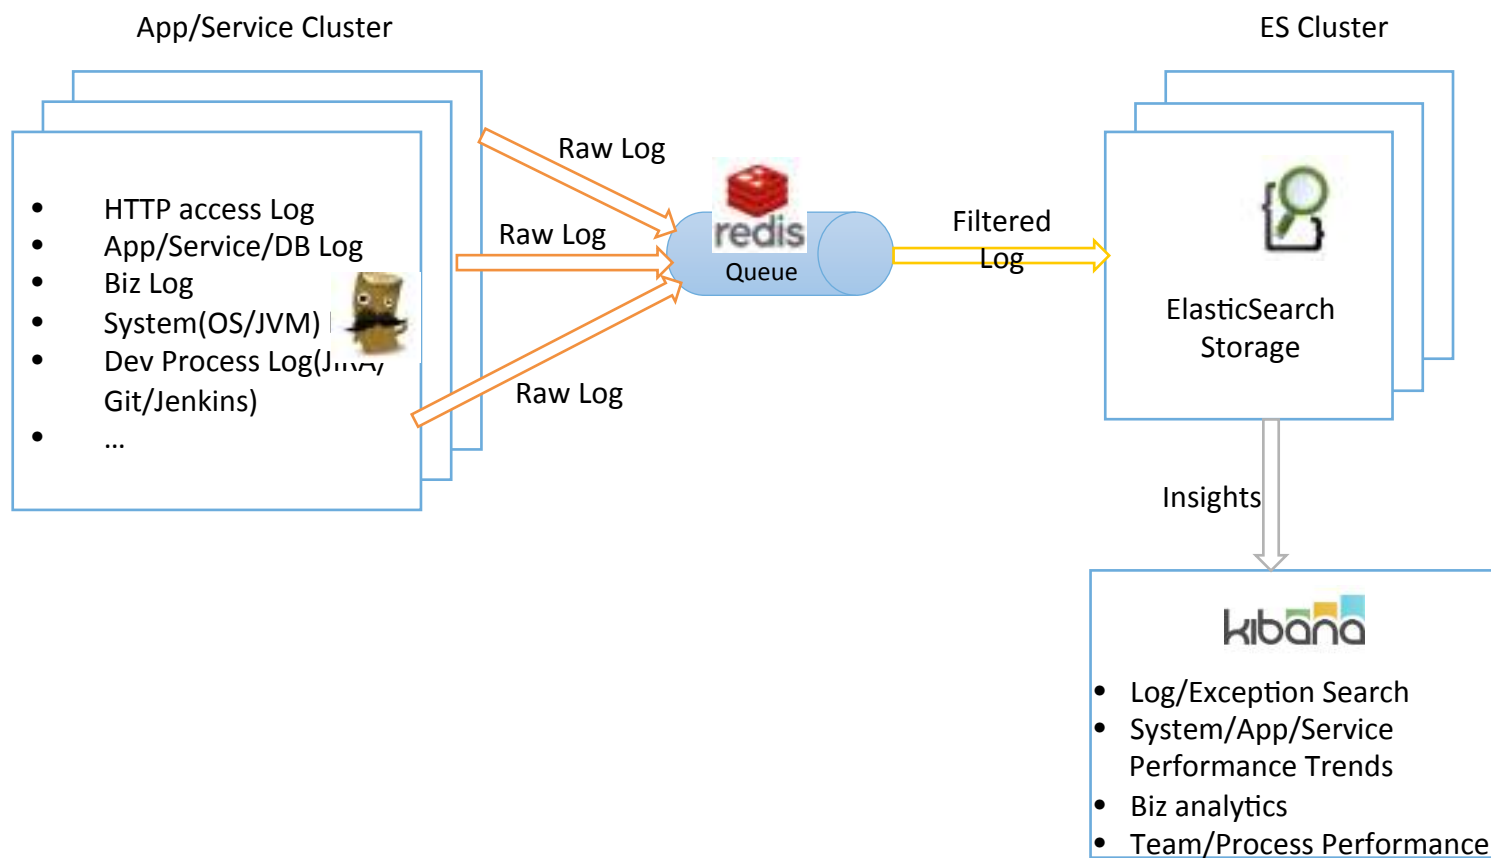 App/Service Cluster
ES Cluster
• HTTP access Log
• App/Service/DB Log
• Biz Log
• System(OS/JVM)
• Dev Process Log(JIRA/
Git/Jenkins)
• ...
Raw Log
Raw Log
Raw Log
redis
Queue
Filtered
Log
ElasticSearch
Storage
Insights
kibana
• Log/Exception Search
• System/App/Service
Performance Trends
• Biz analytics
• Team/Process Performance